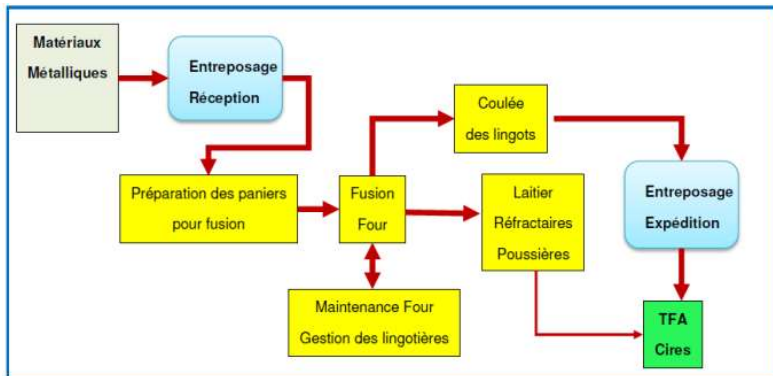 Matériaux
Métalliques
Entreposage
Réception
Coulée
des lingots
Préparation des paniers
pour fusion
Fusion
Four
Laitier
Réfractaires
Poussières
Entreposage
Expédition
Maintenance Four
Gestion des lingotières
TFA
Cires